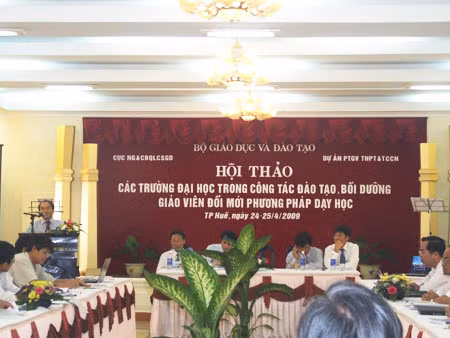 BỘ GIÁO DỤC VÀ ĐÀO TẠO
CỤC NG&CBQLCSGD
DỰ ÁN PTGV THPT&TCCN
HỘI THẢO
CÁC TRƯỜNG ĐẠI HỌC TRONG CÔNG TÁC ĐÀO TẠO, BỒI DƯỠNG
GIÁO VIÊN ĐỔI MỚI PHƯƠNG PHÁP DẠY HỌC
TP Huế, ngày 24-25/4/2009